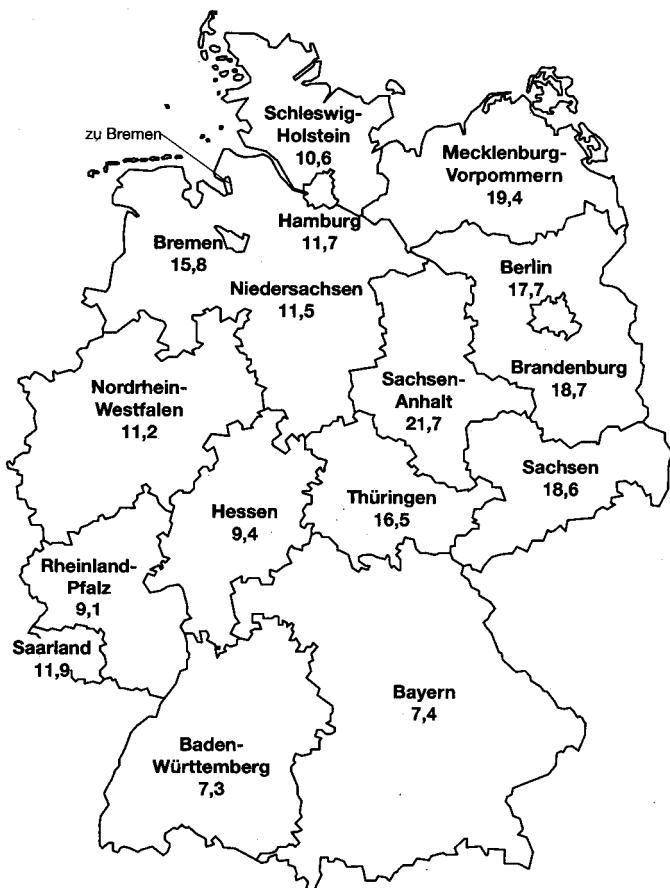 Schleswig-
Holstein
10,6
zu Bremen
Mecklenburg-
Vorpommern
19,4
Hamburg
11,7
Bremen
15,8
Berlin
17,7
Niedersachsen
11,5
Brandenburg
18,7
Nordrhein-
Westfalen
11,2
Sachsen-
Anhalt
21,7
Sachsen
18,6
Thüringen
16,5
Hessen
9,4
Rheinland-
Pfalz
9,1
Saarland
11,9
Bayern
7,4
Baden-
Württemberg
7,3